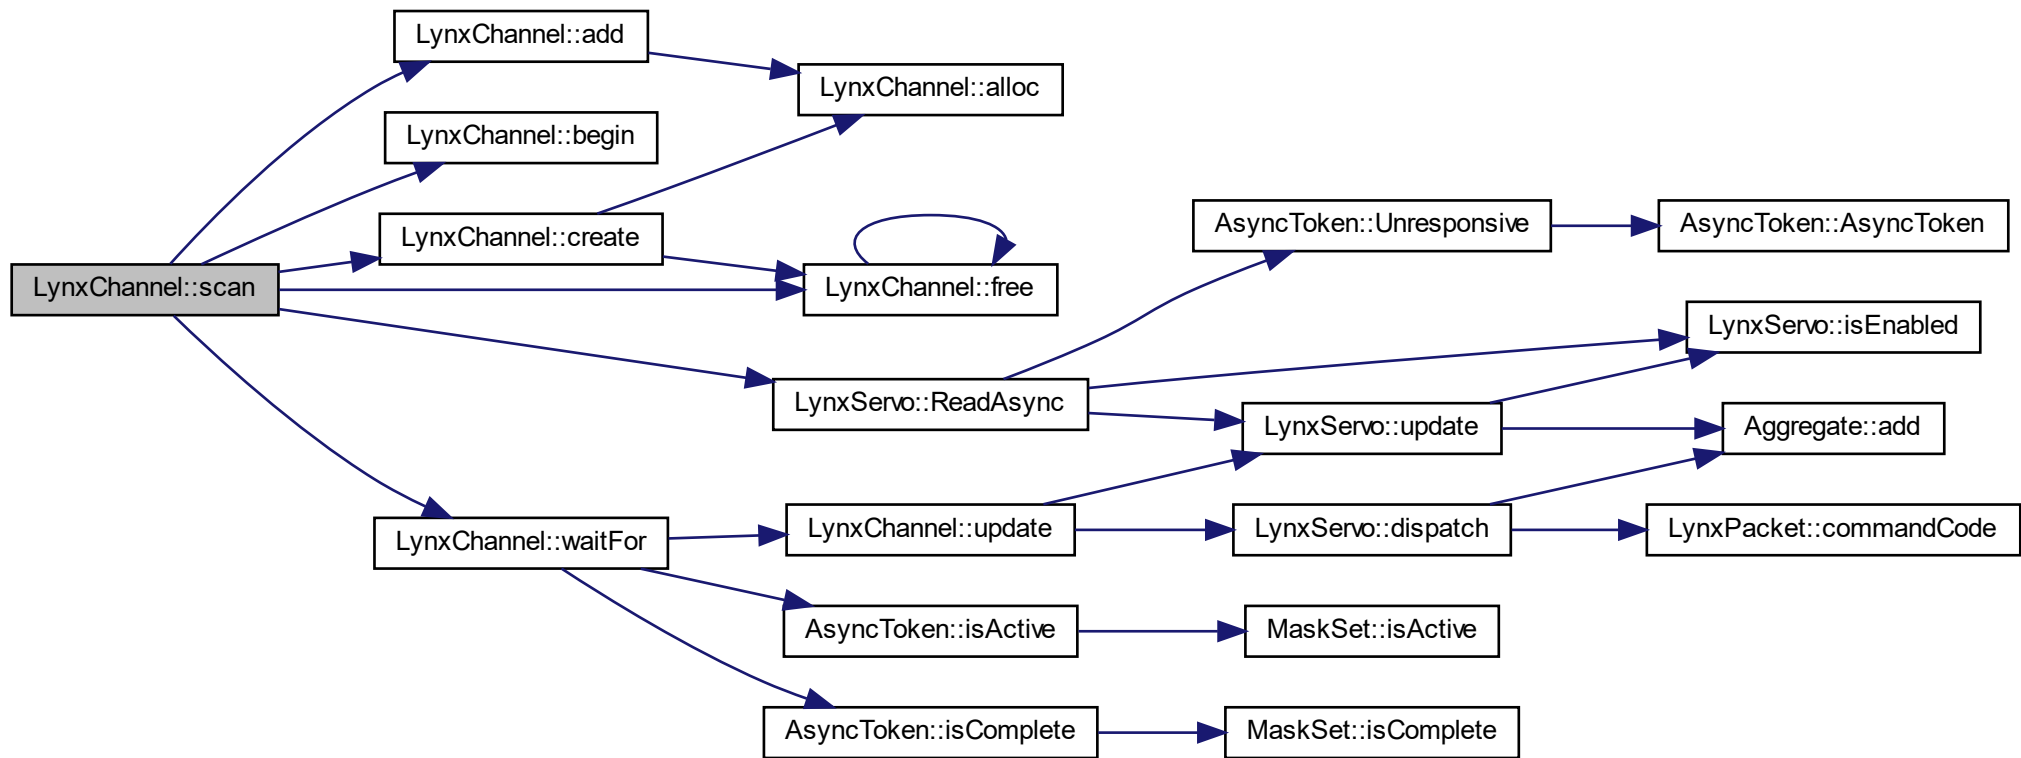 LynxChannel::add
LynxChannel::alloc
LynxChannel::begin
AsyncToken::Unresponsive
AsyncToken::AsyncToken
LynxChannel::create
LynxChannel::scan
LynxChannel::free
LynxServo::isEnabled
LynxServo::ReadAsync
LynxServo::update
Aggregate::add
LynxChannel::waitFor
LynxChannel::update
LynxServo::dispatch
LynxPacket::commandCode
AsyncToken::isActive
MaskSet::isActive
AsyncToken::isComplete
MaskSet::isComplete